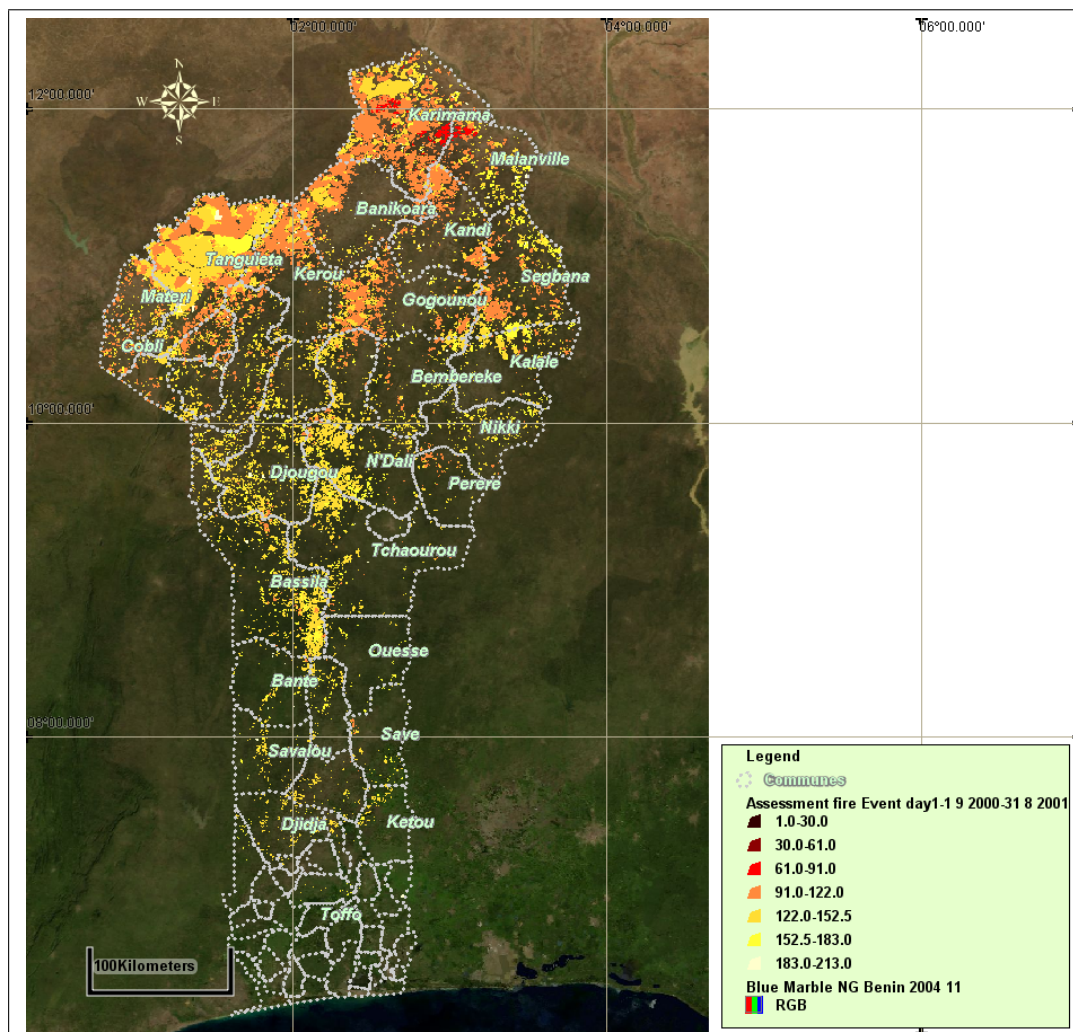 02°00.000'
04°00.000'
06°00.000'
N
W E
S
12°00.000'
Karimama
Malanville
Banikoara
Kandi
Tanguieta
Kerou
Segbana
Materi
Gogounou
Cobli
Kalale
Bembereke
10°00.000'
Nikki
N'Dali
Djougou
Perere
Tchaourou
Bassila
Ouesse
Bante
08°00.000'
Save
Savalou
Djidja
Ketou
Toffo
100Kilometers
Legend
Communes
Assessment fire Event day1-1 9 2000-31 8 2001
1.0-30.0
30.0-61.0
61.0-91.0
91.0-122.0
122.0-152.5
152.5-183.0
183.0-213.0
Blue Marble NG Benin 2004 11
RGB